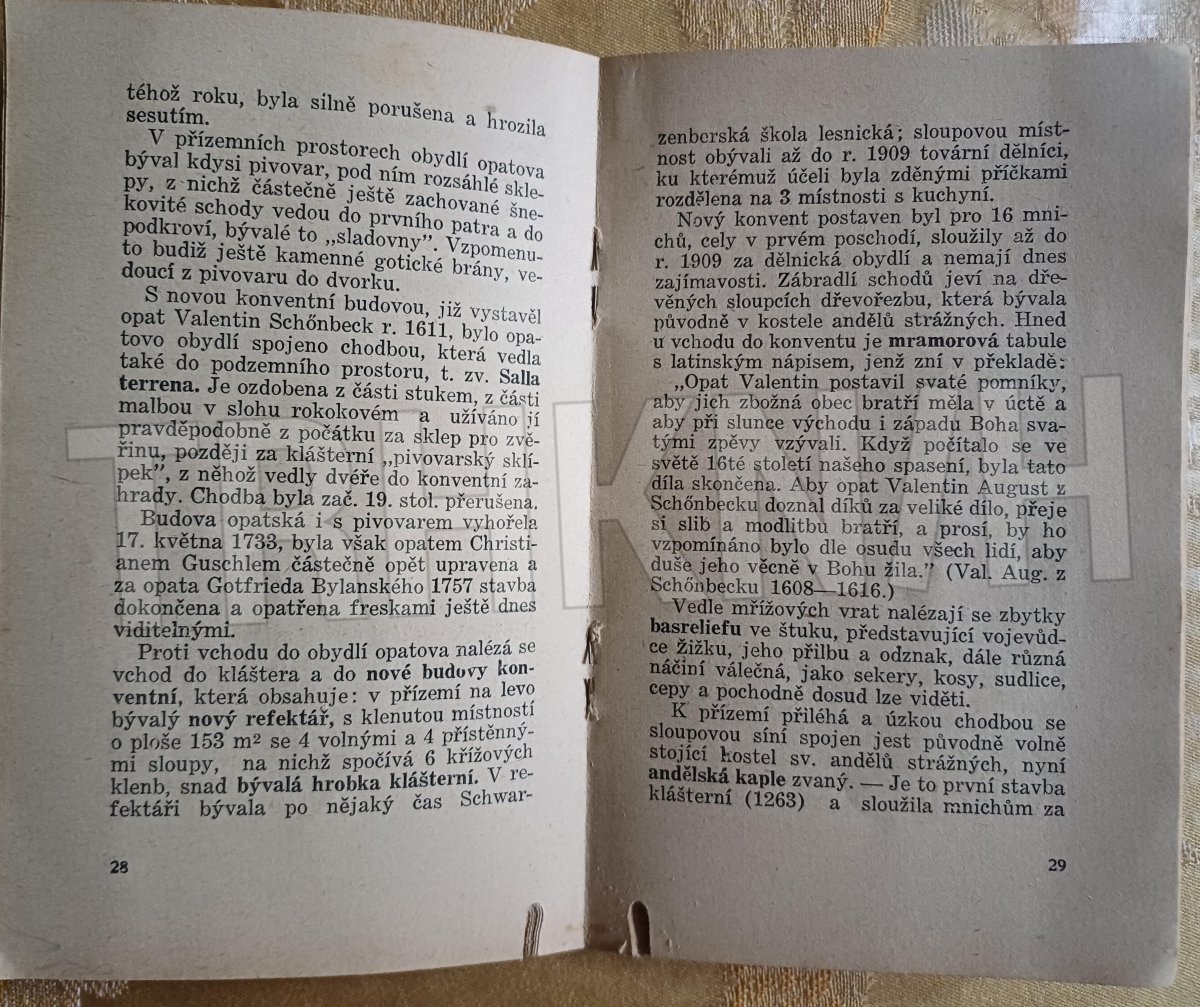 téhož roku, byla silně porušena a hrozila
sesutím.
V přízemních prostorech obydlí opatova
býval kdysi pivovar, pod ním rozsáhlé skle-
py, z nichž částečně ještě zachované šne-
kovité schody vedou do prvního patra a do
podkroví, bývalé to „sladovny”. Vzpomenu-
to budiž ještě kamenné gotické brány, ve-
doucí z pivovaru do dvorku.
S novou konventní budovou, již vystavěl
opat Valentin Schőnbeck r. 1611, bylo opa-
tovo obydlí spojeno chodbou, která vedla
také do podzemního prostoru, t. zv. Salla
terrena. Je ozdobena z části stukem, z části
malbou v slohu rokokovém a užíváno jí
pravděpodobně z počátku za sklep pro zvě-
řinu, později za klášterní „pivovarský sklí-
pek”, z něhož vedly dvéře do konventní za-
hrady. Chodba byla zač. 19. stol. přerušena.
Budova opatská i s pivovarem vyhořela
17. května 1733, byla však opatem Christi-
anem Guschlem částečně opět upravena a
za opata Gotfrieda Bylanského 1757 stavba
dokončena a opatřena freskami ještě dnes
viditelnými.
Proti vchodu do obydlí opatova nalézá se
vchod do kláštera a do nové budovy kon-
ventní, která obsahuje: v přízemí na levo
bývalý nový refektář, s klenutou místností
o ploše 153 m² se 4 volnými a 4 přístěnný-
mi sloupy, na nichž spočívá 6 křížových
klenb, snad bývalá hrobka klášterní. V re-
fektáři bývala po nějaký čas Schwar-
28
zenberská škola lesnická; sloupovou míst-
nost obývali až do r. 1909 tovární dělníci,
ku kterémuž účeli byla zděnými příčkami
rozdělena na 3 místnosti s kuchyní.
Nový konvent postaven byl pro 16 mni-
chů, cely v prvém poschodí, sloužily až do
r. 1909 za dělnická obydlí a nemají dnes
zajímavosti. Zábradlí schodů jeví na dře-
věných sloupcích dřevořezbu, která bývala
původně v kostele andělů strážných. Hned
u vchodu do konventu je mramorová tabule
s latinským nápisem, jenž zní v překladě:
„Opat Valentin postavil svaté pomníky,
aby jich zbožná obec bratří měla v úctě a
aby při slunce východu i západu Boha sva-
tými zpěvy vzývali. Když počítalo se ve
světě 16té století našeho spasení, byla tato
díla skončena. Aby opat Valentin August z
Schőnbecku doznal díků za veliké dílo, přeje
si slib a modlitbu bratří, a prosí, by ho
vzpomínáno bylo dle osudu všech lidí, aby
duše jeho věcně v Bohu žila.” (Val. Aug. z
Schőnbecku 1608—1616.)
Vedle mřížových vrat nalézají se zbytky
basreliefu ve štuku, představující vojevůd-
ce Žižku, jeho přilbu a odznak, dále různá
náčiní válečná, jako sekery, kosy, sudlice,
cepy a pochodně dosud lze viděti.
K přízemí přiléhá a úzkou chodbou se
sloupovou síní spojen jest původně volně
stojící kostel sv. andělů strážných, nyní
andělská kaple zvaný. — Je to první stavba
klášterní (1263) a sloužila mnichům za
29